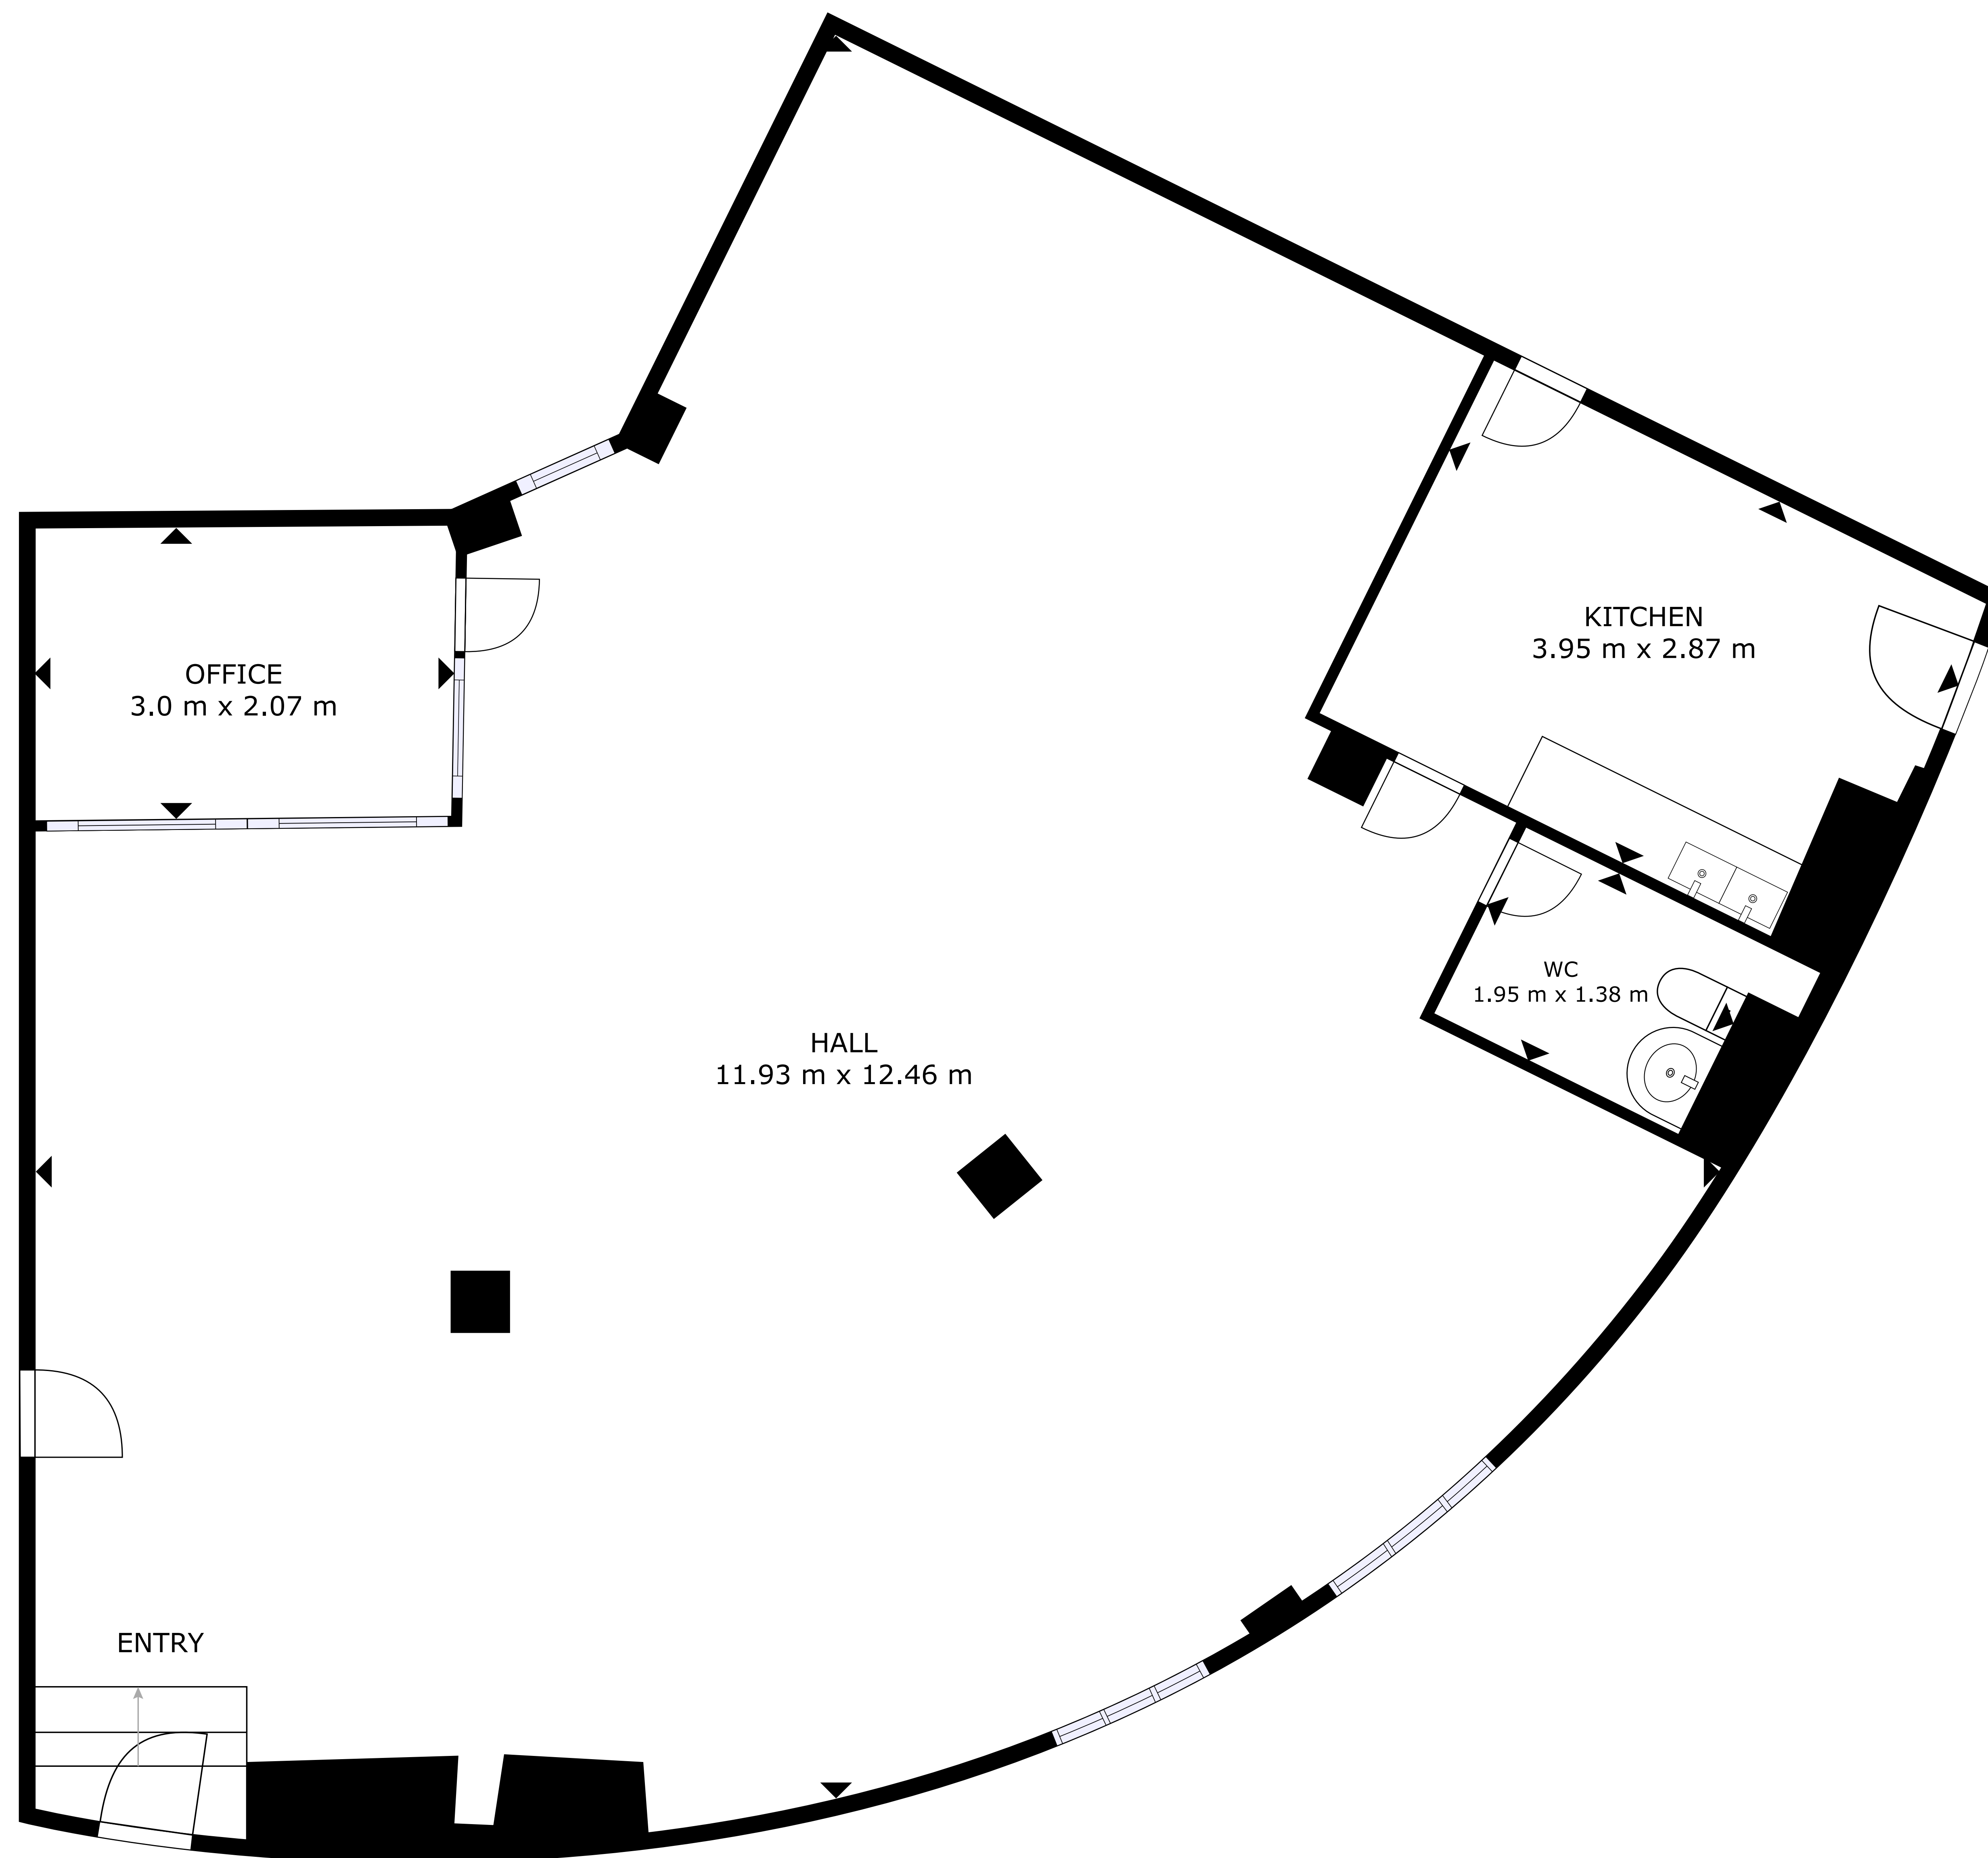 KITCHEN
3.95 m x 2.87 m
OFFICE
3.0 m x 2.07 m
WC
1.95 m x 1.38 m
HALL
11.93 m x 12.46 m
ENTRY